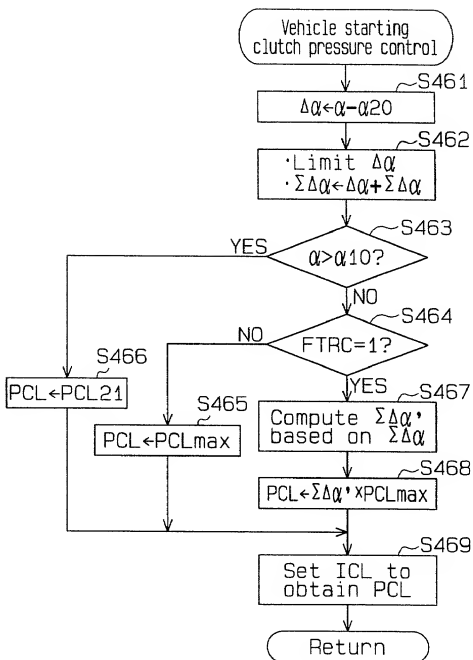 Vehicle starting
clutch pressure control
S461
Δα←α-α20
S462
·Limit Δα
·ΣΔα←Δα+ΣΔα
S463
YES
α>α10?
NO
S464
NO
FTRC=1?
YES
S466
PCL←PCL21
S465
PCL←PCLmax
S467
Compute ΣΔα'
based on ΣΔα
S468
PCL←ΣΔα'×PCLmax
S469
Set ICL to
obtain PCL
Return